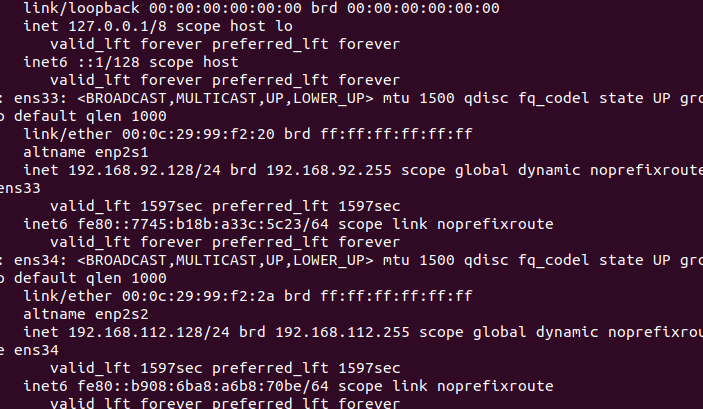 link/loopback 00:00:00:00:00:00 brd 00:00:00:00:00:00
inet 127.0.0.1/8 scope host lo
valid_lft forever preferred_lft forever
inet6 ::1/128 scope host
valid_lft forever preferred_lft forever
: ens33: <BROADCAST,MULTICAST,UP,LOWER_UP> mtu 1500 qdisc fq_codel state UP gro
p default qlen 1000
link/ether 00:0c:29:99:f2:20 brd ff:ff:ff:ff:ff:ff
altname enp2s1
inet 192.168.92.128/24 brd 192.168.92.255 scope global dynamic noprefixroute
ens33
valid_lft 1597sec preferred_lft 1597sec
inet6 fe80::7745:b18b:a33c:5c23/64 scope link noprefixroute
valid_lft forever preferred_lft forever
: ens34: <BROADCAST,MULTICAST,UP,LOWER_UP> mtu 1500 qdisc fq_codel state UP gro
p default qlen 1000
link/ether 00:0c:29:99:f2:2a brd ff:ff:ff:ff:ff:ff
altname enp2s2
inet 192.168.112.128/24 brd 192.168.112.255 scope global dynamic noprefixrou
e ens34
valid_lft 1597sec preferred_lft 1597sec
inet6 fe80::b908:6ba8:a6b8:70be/64 scope link noprefixroute
valid_lft forever preferred_lft forever